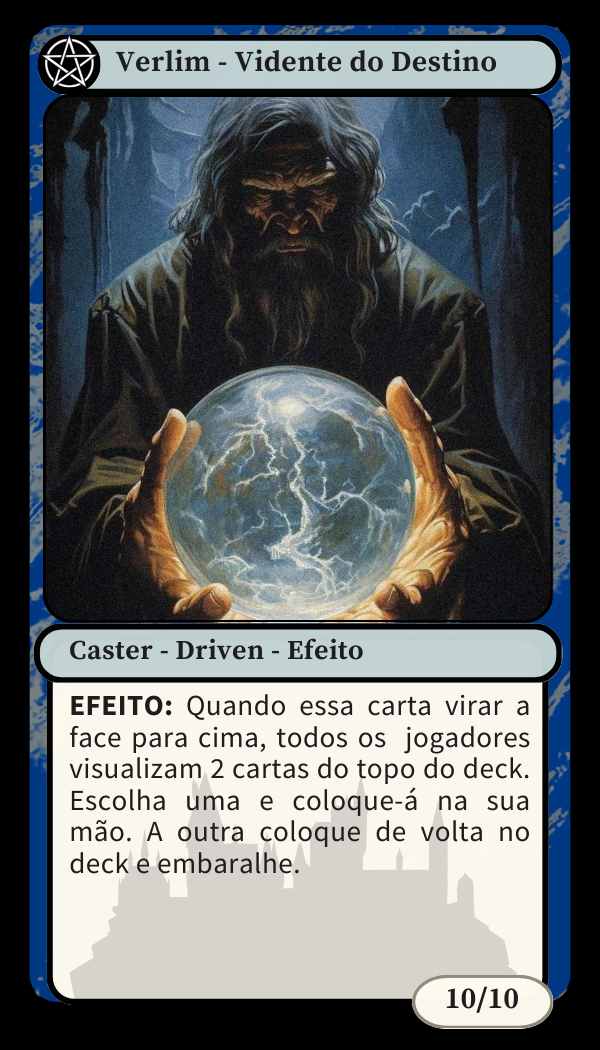 Verlim - Vidente do Destino
Caster - Driven - Efeito
EFEITO: Quando essa carta virar a
face para cima, todos os jogadores
visualizam 2 cartas do topo do deck.
Escolha uma e coloque-á na sua
mão. A outra coloque de volta no
deck e embaralhe.
10/10